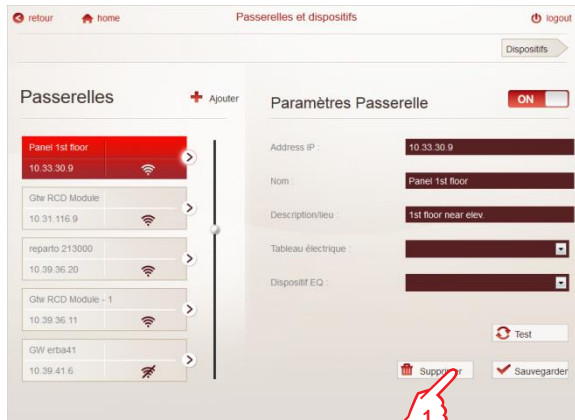 retour
home
Passerelles et dispositifs
logout
Dispositifs
Passerelles
Ajouter
Panel 1st floor
10.33.30.9
Gtw RCD Module
10.31.116.9
reparto 213000
10.39.36.20
Gtw RCD Module - 1
10.39.36.11
GW erba41
10.39.41.6
Paramètres Passerelle
ON
Address IP :
10.33.30.9
Nom :
Panel 1st floor
Description/lieu :
1st floor near elev.
Tableau électrique :
Dispositif EQ :
Test
Supprimer
Sauvegarder
1